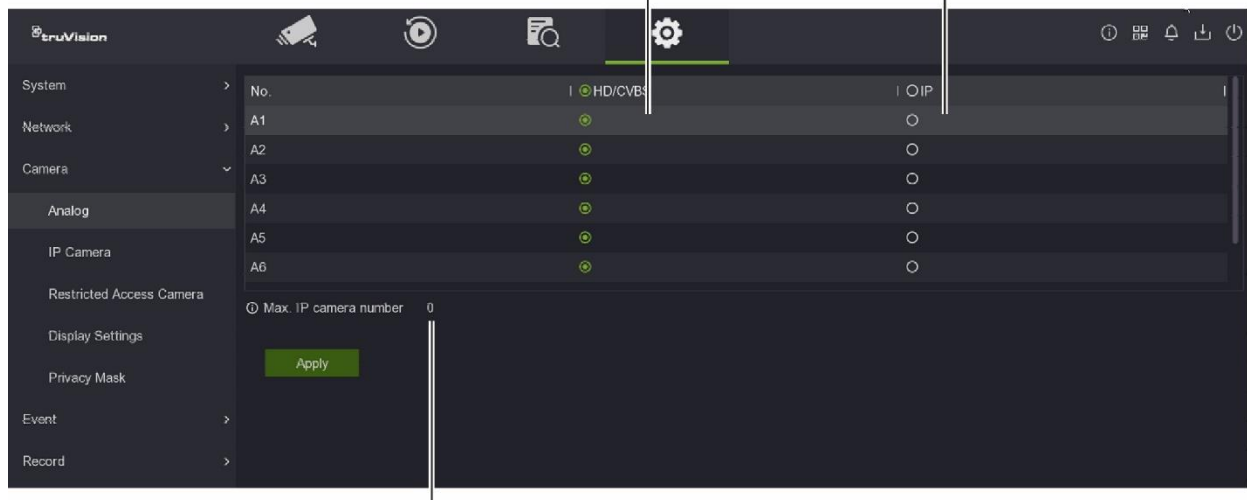 truVision
System
Network
Camera
Analog
IP Camera
Restricted Access Camera
Display Settings
Privacy Mask
Event
Record
No. HD/CVBS IP
A1
A2
A3
A4
A5
A6
Max. IP camera number 0
Apply